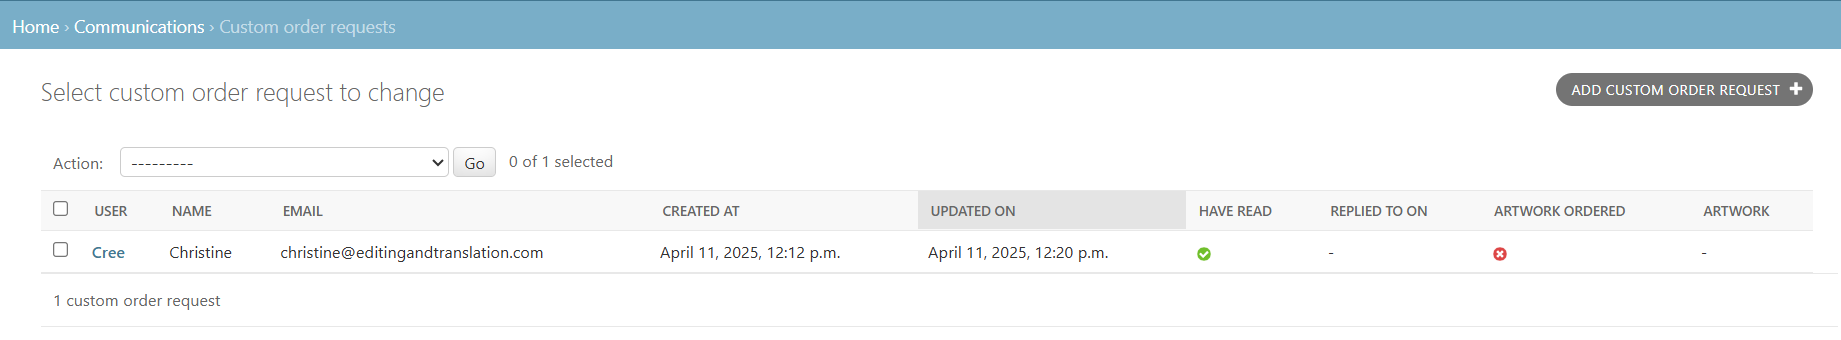 Home › Communications › Custom order requests
Select custom order request to change
ADD CUSTOM ORDER REQUEST +
Action: --------- Go 0 of 1 selected
USER NAME EMAIL CREATED AT UPDATED ON HAVE READ REPLIED TO ON ARTWORK ORDERED ARTWORK
Cree Christine christine@editingandtranslation.com April 11, 2025, 12:12 p.m. April 11, 2025, 12:20 p.m. - -
1 custom order request